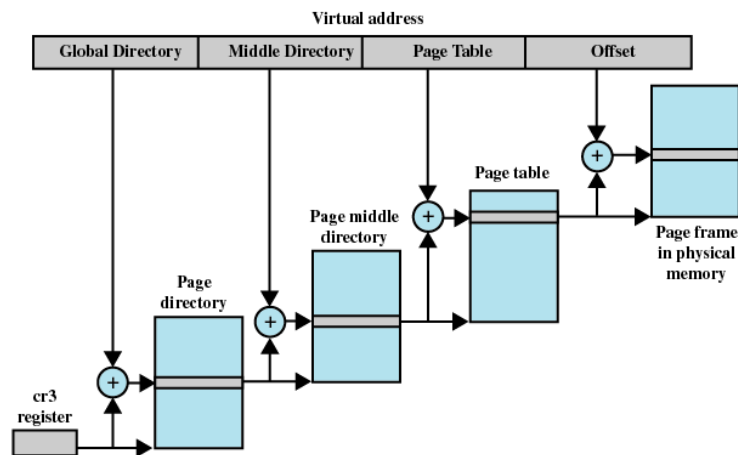 Virtual address
Global Directory
Middle Directory
Page Table
Offset
+
Page table
+
Page middle
directory
Page frame
in physical
memory
Page
directory
+
+
cr3
register